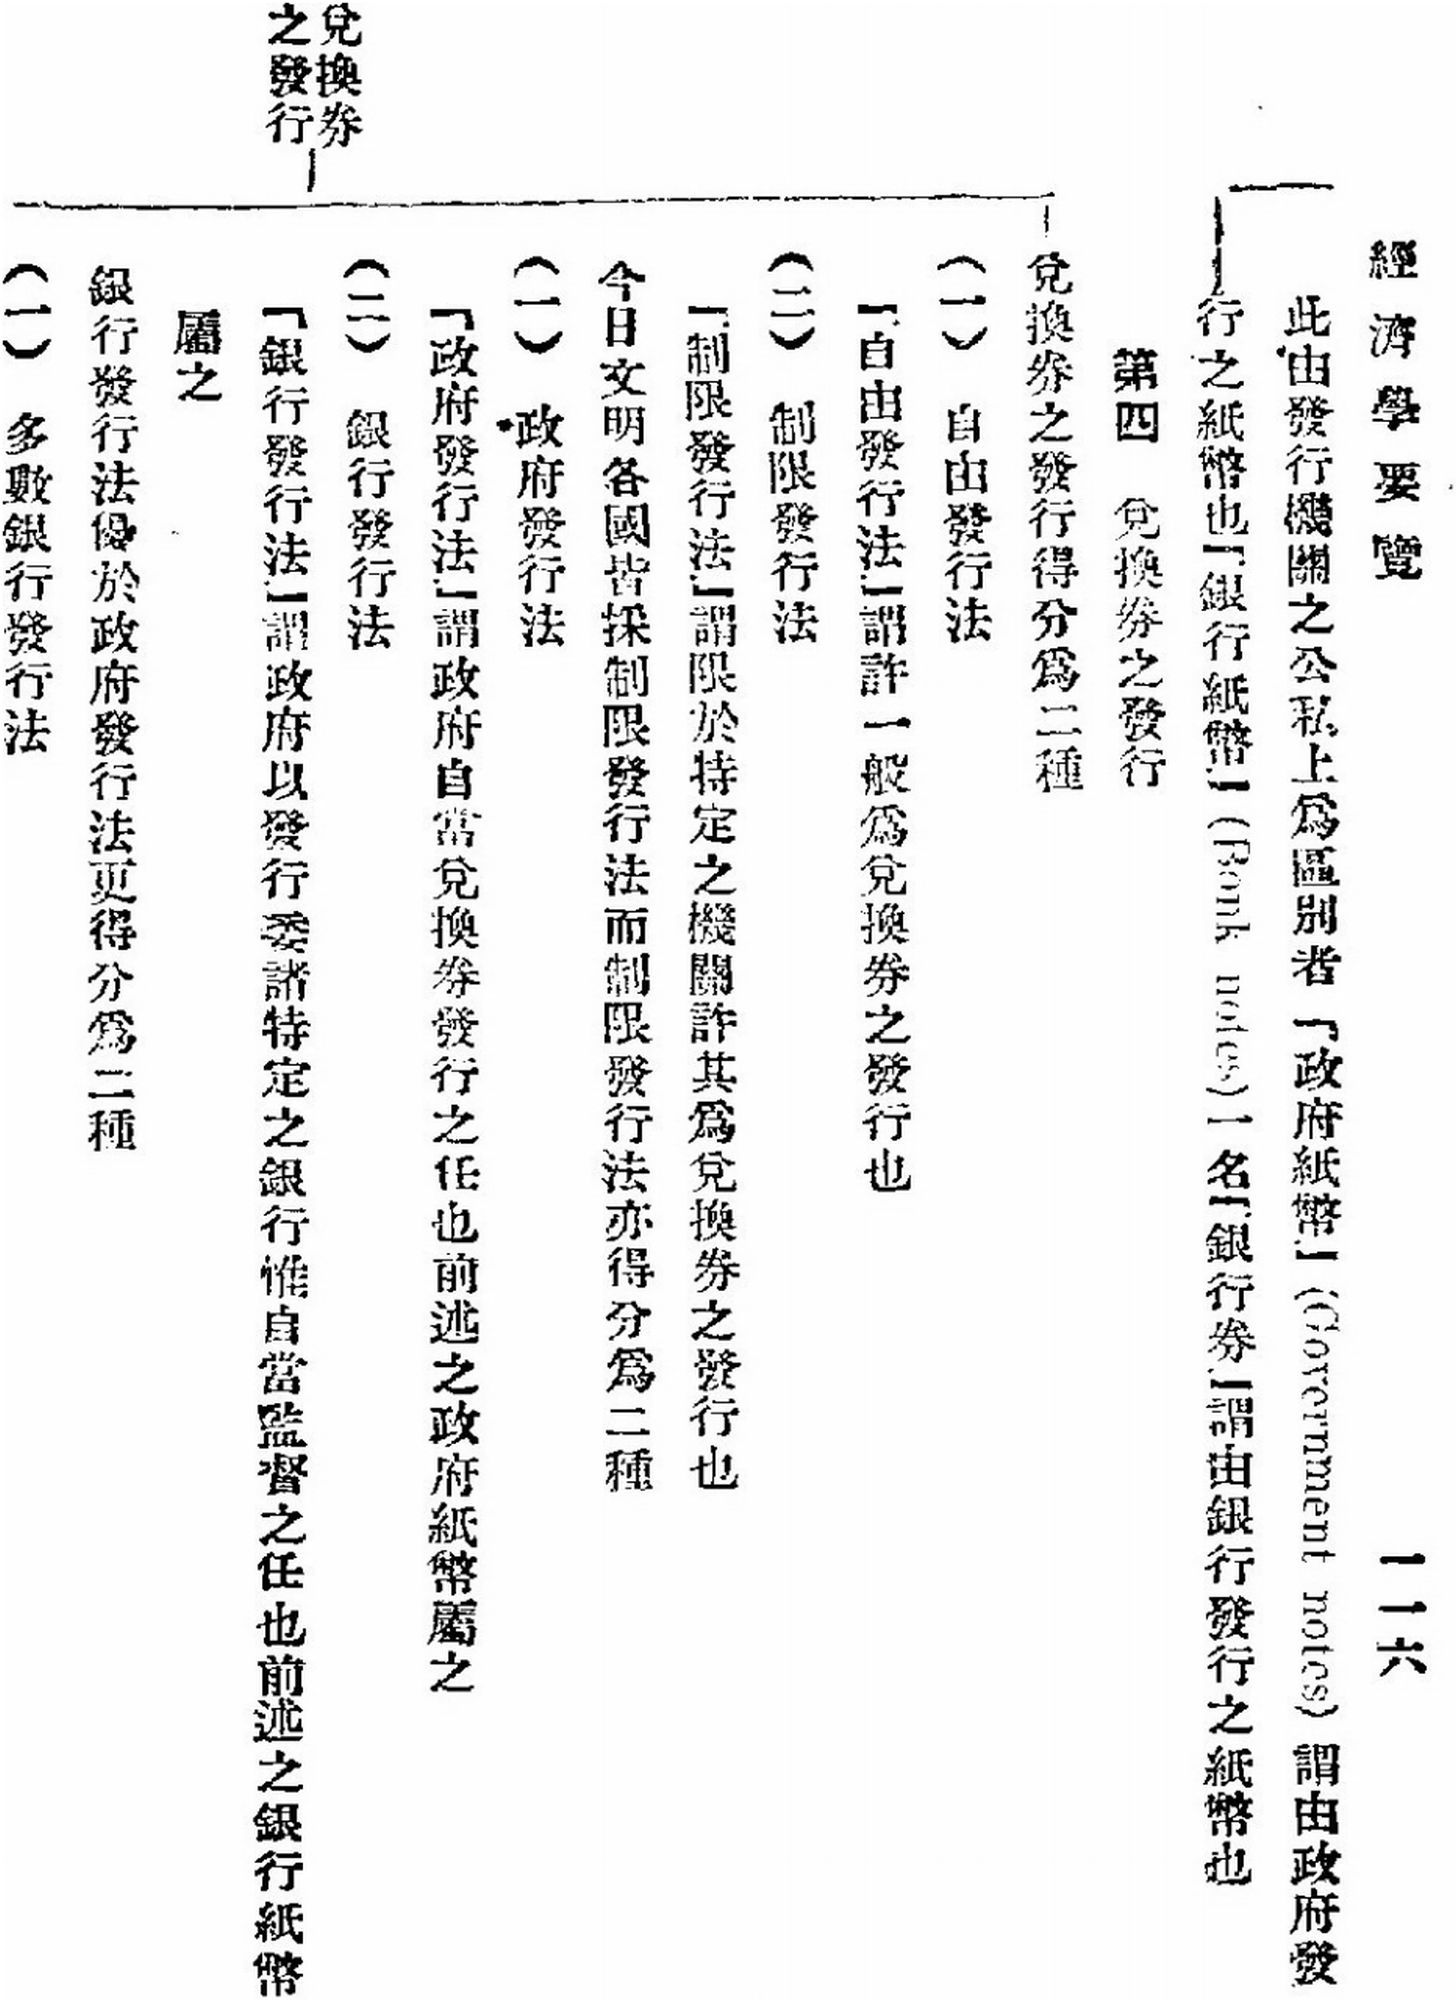 經濟學要覽
一一六
此由發行機關之公私上爲區別者「政府紙幣」(Government notes)謂由政府發
行之紙幣也「銀行紙幣」(Bank notes)一名「銀行券」謂由銀行發行之紙幣也
第四 兌換券之發行
兌換券
之發行
兌換券之發行得分爲二種
(一) 自由發行法
「自由發行法」謂許一般爲兌換券之發行也
(二) 制限發行法
「制限發行法」謂限於特定之機關許其爲兌換券之發行也
今日文明各國皆採制限發行法而制限發行法亦得分爲二種
(一) 政府發行法
「政府發行法」謂政府自當兌換券發行之任也前述之政府紙幣屬之
(二) 銀行發行法
「銀行發行法」謂政府以發行委諸特定之銀行惟自當監督之任也前述之銀行紙幣
屬之
銀行發行法優於政府發行法更得分爲二種
(一) 多數銀行發行法